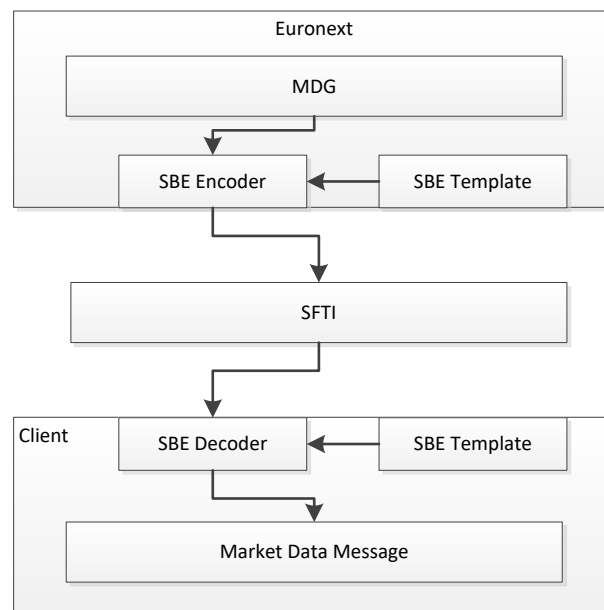 Euronext
MDG
SBE Encoder
SBE Template
SFTI
Client
SBE Decoder
SBE Template
Market Data Message